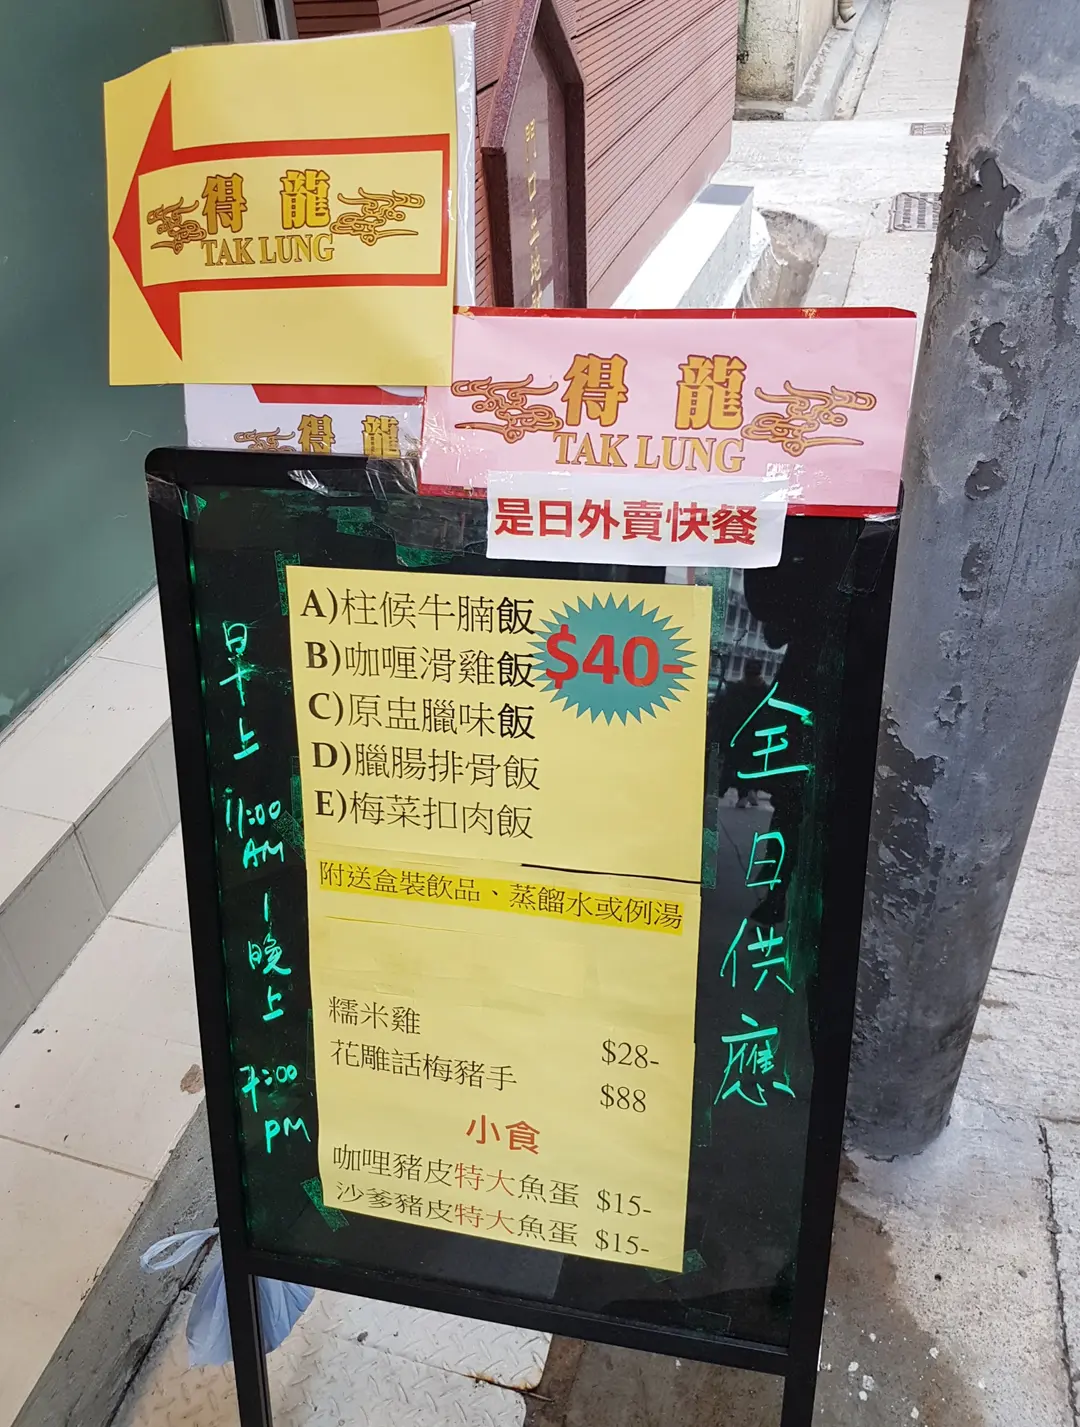 得 龍
TAK LUNG
得 龍
得 龍
TAK LUNG
是日外賣快餐
A)柱候牛腩飯
B)咖喱滑雞飯
C)原盅臘味飯
D)臘腸排骨飯
E)梅菜扣肉飯
$40-
附送盒裝飲品、蒸餾水或例湯
糯米雞 $28-
花雕話梅豬手 $88
小食
咖哩豬皮特大魚蛋 $15-
沙爹豬皮特大魚蛋 $15-
早上
11:00
AM
|
晚上
7:00
PM
全日供應